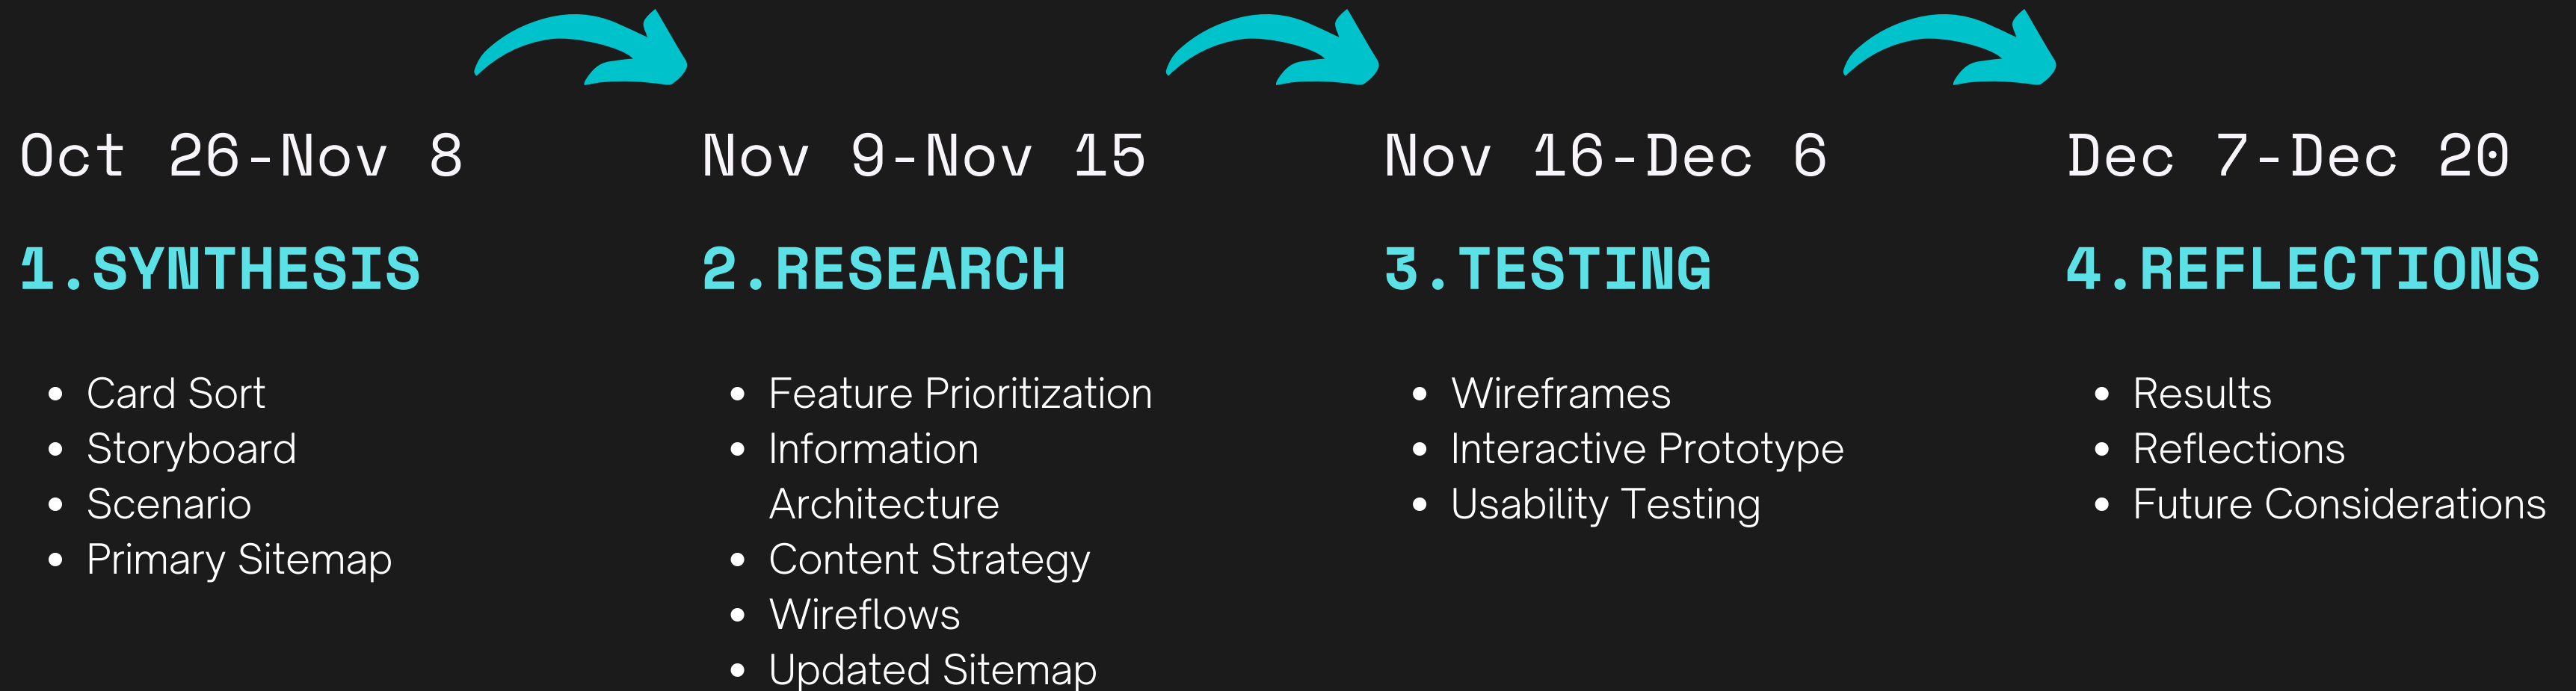 Oct 26-Nov 8
1.SYNTHESIS
• Card Sort
• Storyboard
• Scenario
• Primary Sitemap
Nov 9-Nov 15
2.RESEARCH
• Feature Prioritization
• Information
Architecture
• Content Strategy
• Wireflows
• Updated Sitemap
Nov 16-Dec 6
3.TESTING
• Wireframes
• Interactive Prototype
• Usability Testing
Dec 7-Dec 20
4.REFLECTIONS
• Results
• Reflections
• Future Considerations